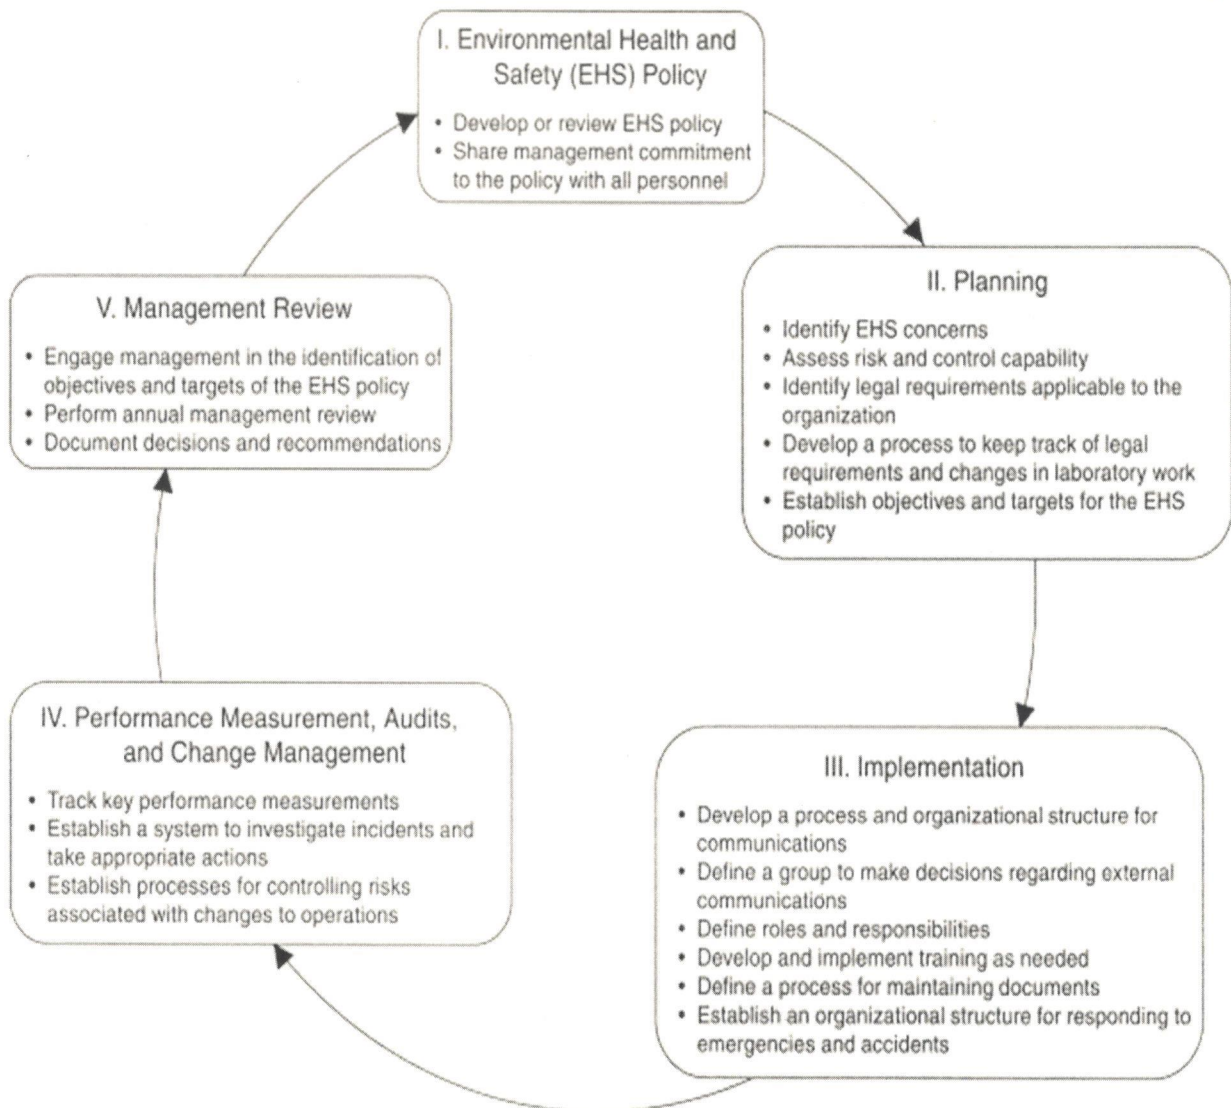 I. Environmental Health and
Safety (EHS) Policy
• Develop or review EHS policy
• Share management commitment
to the policy with all personnel
II. Planning
• Identify EHS concerns
• Assess risk and control capability
• Identify legal requirements applicable to the
organization
• Develop a process to keep track of legal
requirements and changes in laboratory work
• Establish objectives and targets for the EHS
policy
III. Implementation
• Develop a process and organizational structure for
communications
• Define a group to make decisions regarding external
communications
• Define roles and responsibilities
• Develop and implement training as needed
• Define a process for maintaining documents
• Establish an organizational structure for responding to
emergencies and accidents
IV. Performance Measurement, Audits,
and Change Management
• Track key performance measurements
• Establish a system to investigate incidents and
take appropriate actions
• Establish processes for controlling risks
associated with changes to operations
V. Management Review
• Engage management in the identification of
objectives and targets of the EHS policy
• Perform annual management review
• Document decisions and recommendations